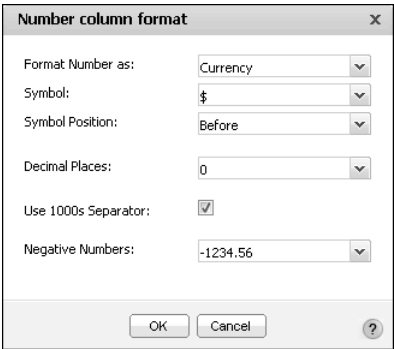 Number column format x
Format Number as: Currency
Symbol: $
Symbol Position: Before
Decimal Places: 0
Use 1000s Separator:
Negative Numbers: -1234.56
OK Cancel ?